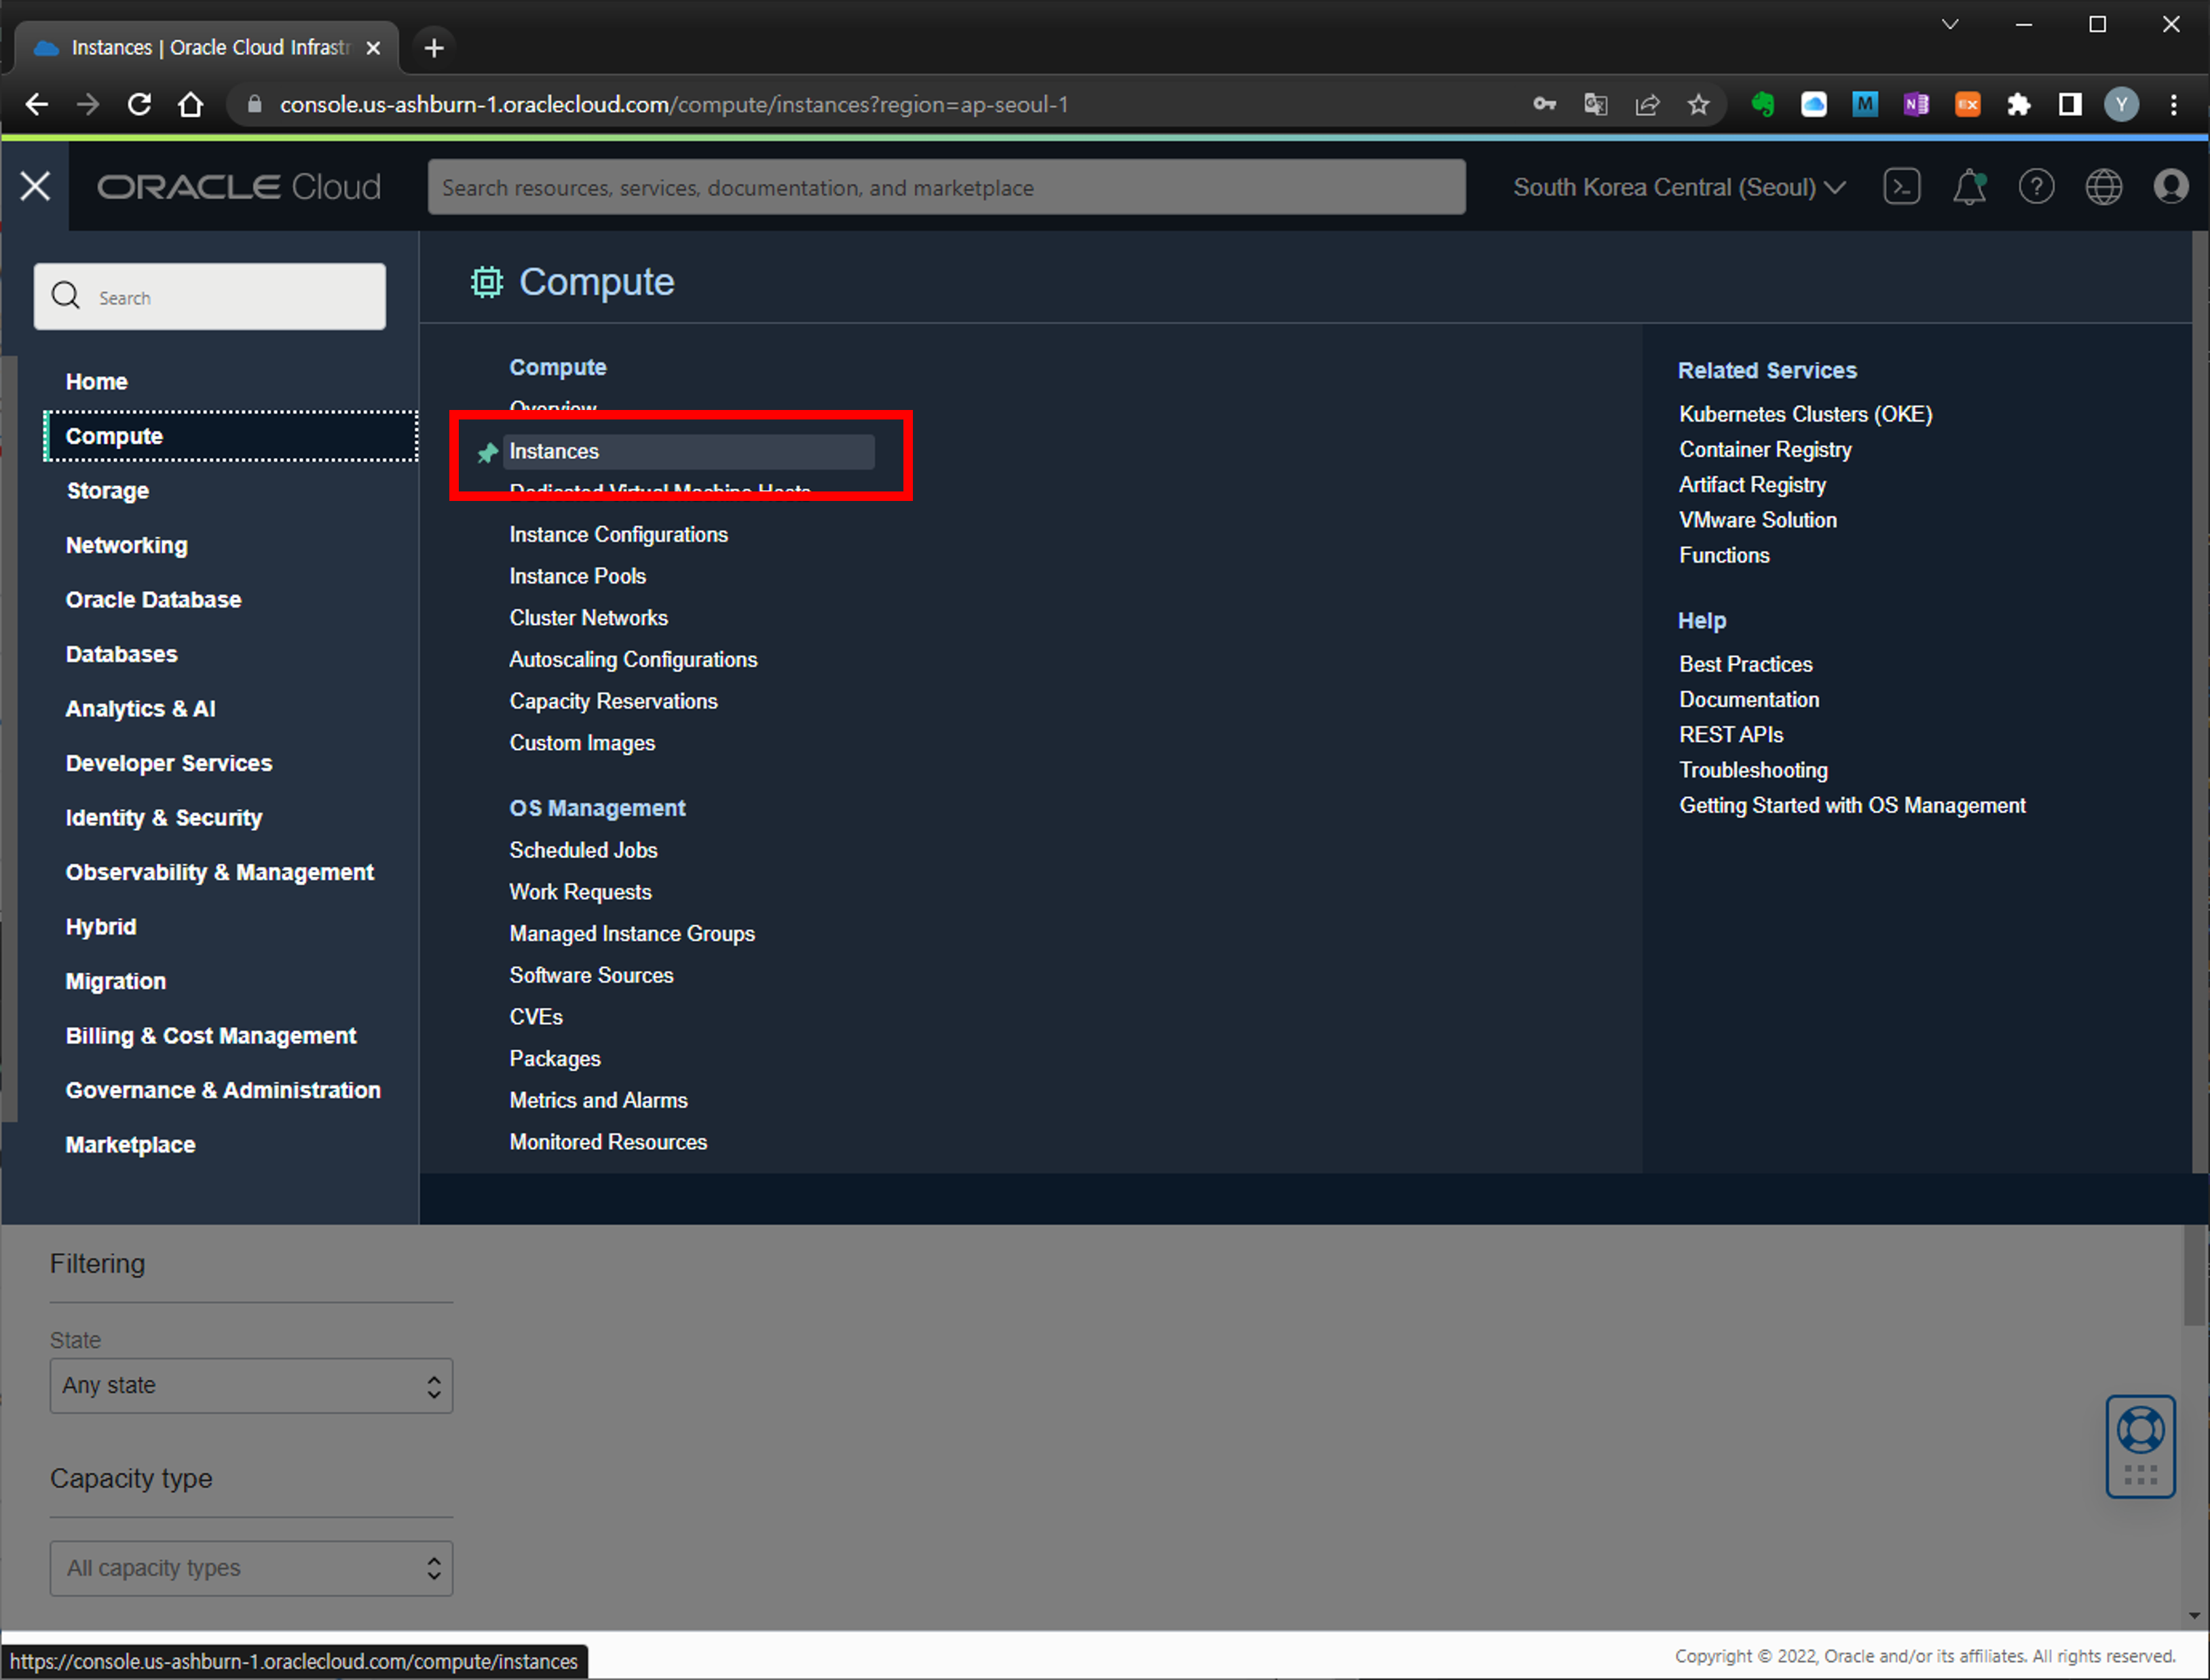 Instances | Oracle Cloud Infrastr
console.us-ashburn-1.oraclecloud.com/compute/instances?region=ap-seoul-1
M
N
EX
Y
ORACLE Cloud
Search resources, services, documentation, and marketplace
South Korea Central (Seoul)
Search
Home
Compute
Storage
Networking
Oracle Database
Databases
Analytics & AI
Developer Services
Identity & Security
Observability & Management
Hybrid
Migration
Billing & Cost Management
Governance & Administration
Marketplace
Compute
Compute
Overview
Instances
Dedicated Virtual Machine Hosts
Instance Configurations
Instance Pools
Cluster Networks
Autoscaling Configurations
Capacity Reservations
Custom Images
OS Management
Scheduled Jobs
Work Requests
Managed Instance Groups
Software Sources
CVEs
Packages
Metrics and Alarms
Monitored Resources
Related Services
Kubernetes Clusters (OKE)
Container Registry
Artifact Registry
VMware Solution
Functions
Help
Best Practices
Documentation
REST APIs
Troubleshooting
Getting Started with OS Management
Filtering
State
Any state
Capacity type
All capacity types
https://console.us-ashburn-1.oraclecloud.com/compute/instances
Copyright © 2022, Oracle and/or its affiliates. All rights reserved.